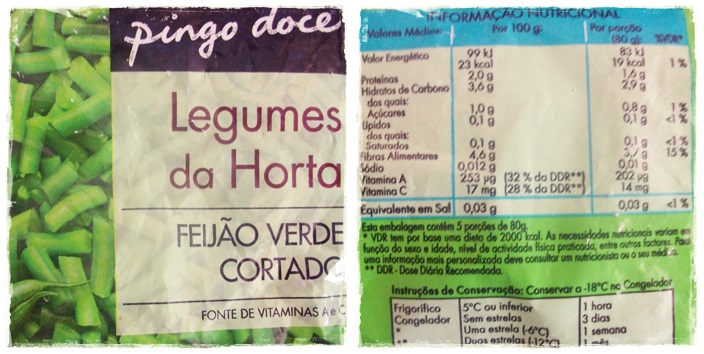 pingo doce
Legumes
da Horta
FEIJÃO VERDE
CORTADO
FONTE DE VITAMINAS A e C
INFORMAÇÃO NUTRICIONAL
Valores Médios: Por 100 g: Por porção (80 g): %VDR*
Valor Energético 99 kJ 83 kJ
23 kcal 19 kcal 1 %
Proteínas 2,0 g 1,6 g
Hidratos de Carbono 3,6 g 2,9 g
dos quais:
Açúcares 1,0 g 0,8 g 1 %
Lípidos 0,1 g 0,1 g <1 %
dos quais:
Saturados 0,1 g 0,1 g <1 %
Fibras Alimentares 4,6 g 3,7 g 15 %
Sódio 0,012 g 0,01 g
Vitamina A 253 µg (32 % da DDR**) 202 µg
Vitamina C 17 mg (28 % da DDR**) 14 mg
Equivalente em Sal 0,03 g 0,03 g <1 %
Esta embalagem contém 5 porções de 80g.
* VDR tem por base uma dieta de 2000 kcal. As necessidades nutricionais variam em
função do sexo e idade, nível de actividade física praticada, entre outros factores. Para
uma informação mais personalizada deve consultar um nutricionista ou o seu médico.
** DDR - Dose Diária Recomendada.
Instruções de Conservação: Conservar a -18°C no Congelador
Frigorífico 5°C ou inferior 1 hora
Congelador Sem estrelas 3 dias
* Uma estrela (-6°C) 1 semana
** Duas estrelas (-12°C) 1 mês